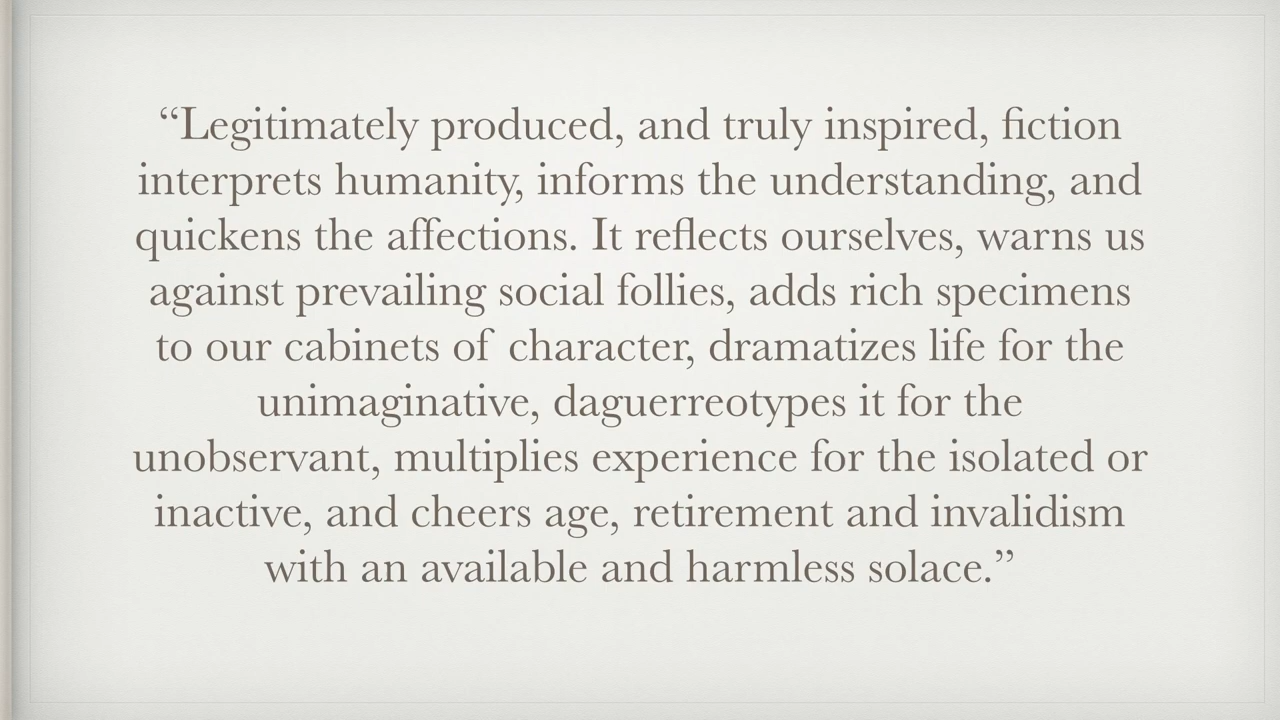 “Legitimately produced, and truly inspired, fiction
interprets humanity, informs the understanding, and
quickens the affections. It reflects ourselves, warns us
against prevailing social follies, adds rich specimens
to our cabinets of character, dramatizes life for the
unimaginative, daguerreotypes it for the
unobservant, multiplies experience for the isolated or
inactive, and cheers age, retirement and invalidism
with an available and harmless solace.”